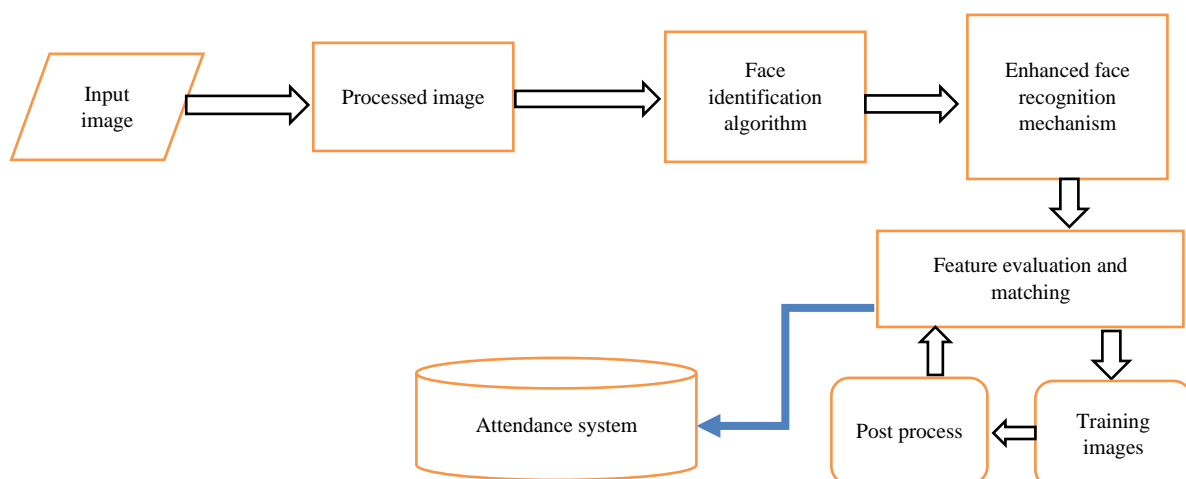 Input
image
Processed image
Face
identification
algorithm
Enhanced face
recognition
mechanism
Feature evaluation and
matching
Attendance system
Post process
Training
images